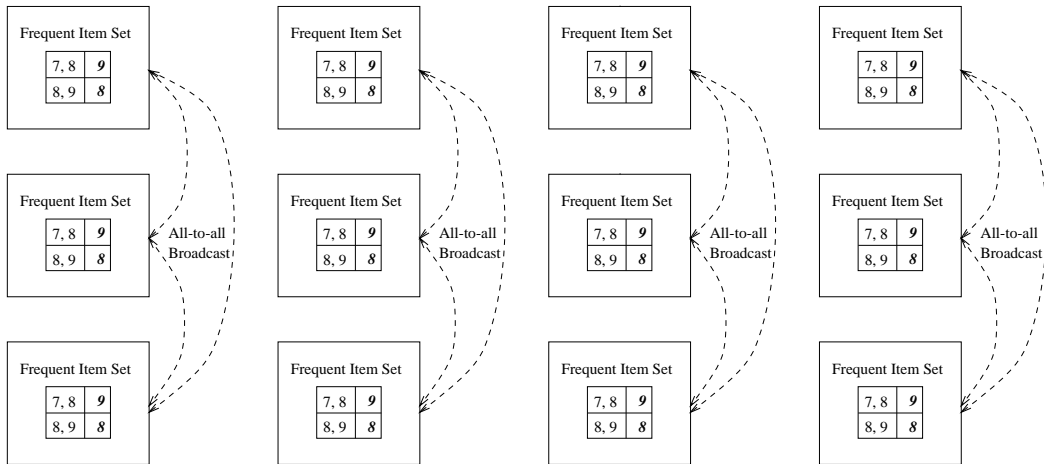 Frequent Item Set Frequent Item Set Frequent Item Set Frequent Item Set
7, 8 9 7, 8 9 7, 8 9 7, 8 9
8, 9 8 8, 9 8 8, 9 8 8, 9 8
Frequent Item Set Frequent Item Set Frequent Item Set Frequent Item Set
7, 8 9 All-to-all 7, 8 9 All-to-all 7, 8 9 All-to-all 7, 8 9 All-to-all
8, 9 8 Broadcast 8, 9 8 Broadcast 8, 9 8 Broadcast 8, 9 8 Broadcast
Frequent Item Set Frequent Item Set Frequent Item Set Frequent Item Set
7, 8 9 7, 8 9 7, 8 9 7, 8 9
8, 9 8 8, 9 8 8, 9 8 8, 9 8